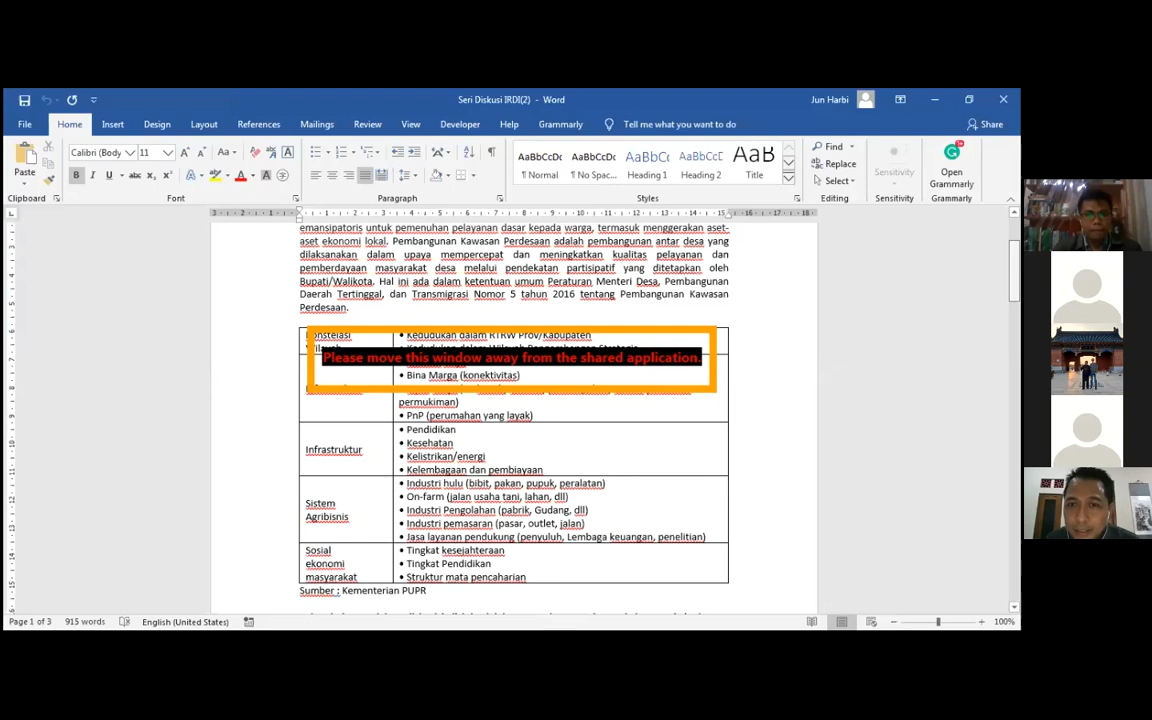 Seri Diskusi IRDI(2) - Word
Jun Harbi
File Home Insert Design Layout References Mailings Review View Developer Help Grammarly Tell me what you want to do Share
Paste
Clipboard
Calibri (Body) 11
Font
Paragraph
AaBbCcDc AaBbCcDc AaBbCc AaBbCcD AaB
¶ Normal ¶ No Spac... Heading 1 Heading 2 Title
Styles
Find
Replace
Select
Editing
Sensitivity
Sensitivity
Open
Grammarly
Grammarly
emansipatoris untuk pemenuhan pelayanan dasar kepada warga, termasuk menggerakan aset-
aset ekonomi lokal. Pembangunan Kawasan Perdesaan adalah pembangunan antar desa yang
dilaksanakan dalam upaya mempercepat dan meningkatkan kualitas pelayanan dan
pemberdayaan masyarakat desa melalui pendekatan partisipatif yang ditetapkan oleh
Bupati/Walikota. Hal ini ada dalam ketentuan umum Peraturan Menteri Desa, Pembangunan
Daerah Tertinggal, dan Transmigrasi Nomor 5 tahun 2016 tentang Pembangunan Kawasan
Perdesaan.
Konstelasi
• Kedudukan dalam RTRW Prov/Kabupaten
Please move this window away from the shared application.
• Bina Marga (konektivitas)
permukiman)
• PnP (perumahan yang layak)
Infrastruktur
• Pendidikan
• Kesehatan
• Kelistrikan/energi
• Kelembagaan dan pembiayaan
Sistem
Agribisnis
• Industri hulu (bibit, pakan, pupuk, peralatan)
• On-farm (jalan usaha tani, lahan, dll)
• Industri Pengolahan (pabrik, Gudang, dll)
• Industri pemasaran (pasar, outlet, jalan)
• Jasa layanan pendukung (penyuluh, Lembaga keuangan, penelitian)
Sosial
ekonomi
masyarakat
• Tingkat kesejahteraan
• Tingkat Pendidikan
• Struktur mata pencaharian
Sumber : Kementerian PUPR
Page 1 of 3 915 words English (United States) 100%